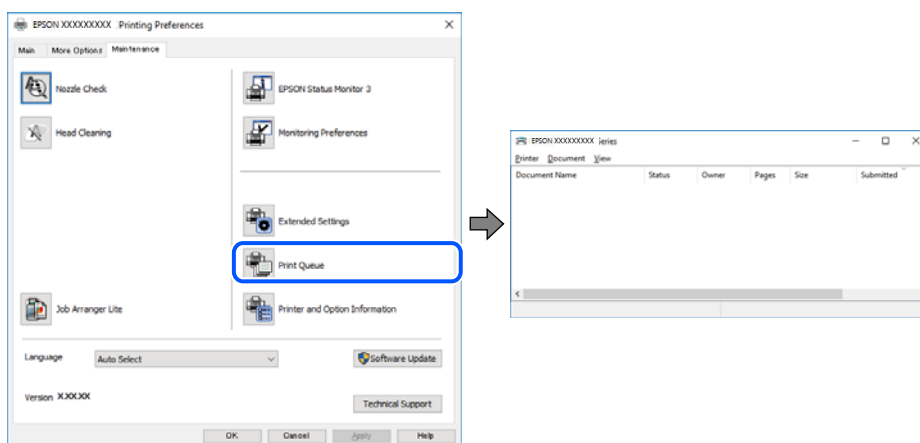 EPSON XXXXXXXXX Printing Preferences
Main More Options Maintenance
Nozzle Check
EPSON Status Monitor 3
Head Cleaning
Monitoring Preferences
Extended Settings
Print Queue
Job Arranger Lite
Printer and Option Information
Language
Auto Select
Software Update
Version X.XX.XX
Technical Support
OK Cancel Apply Help
EPSON XXXXXXXXX ieries
Printer Document View
Document Name Status Owner Pages Size Submitted